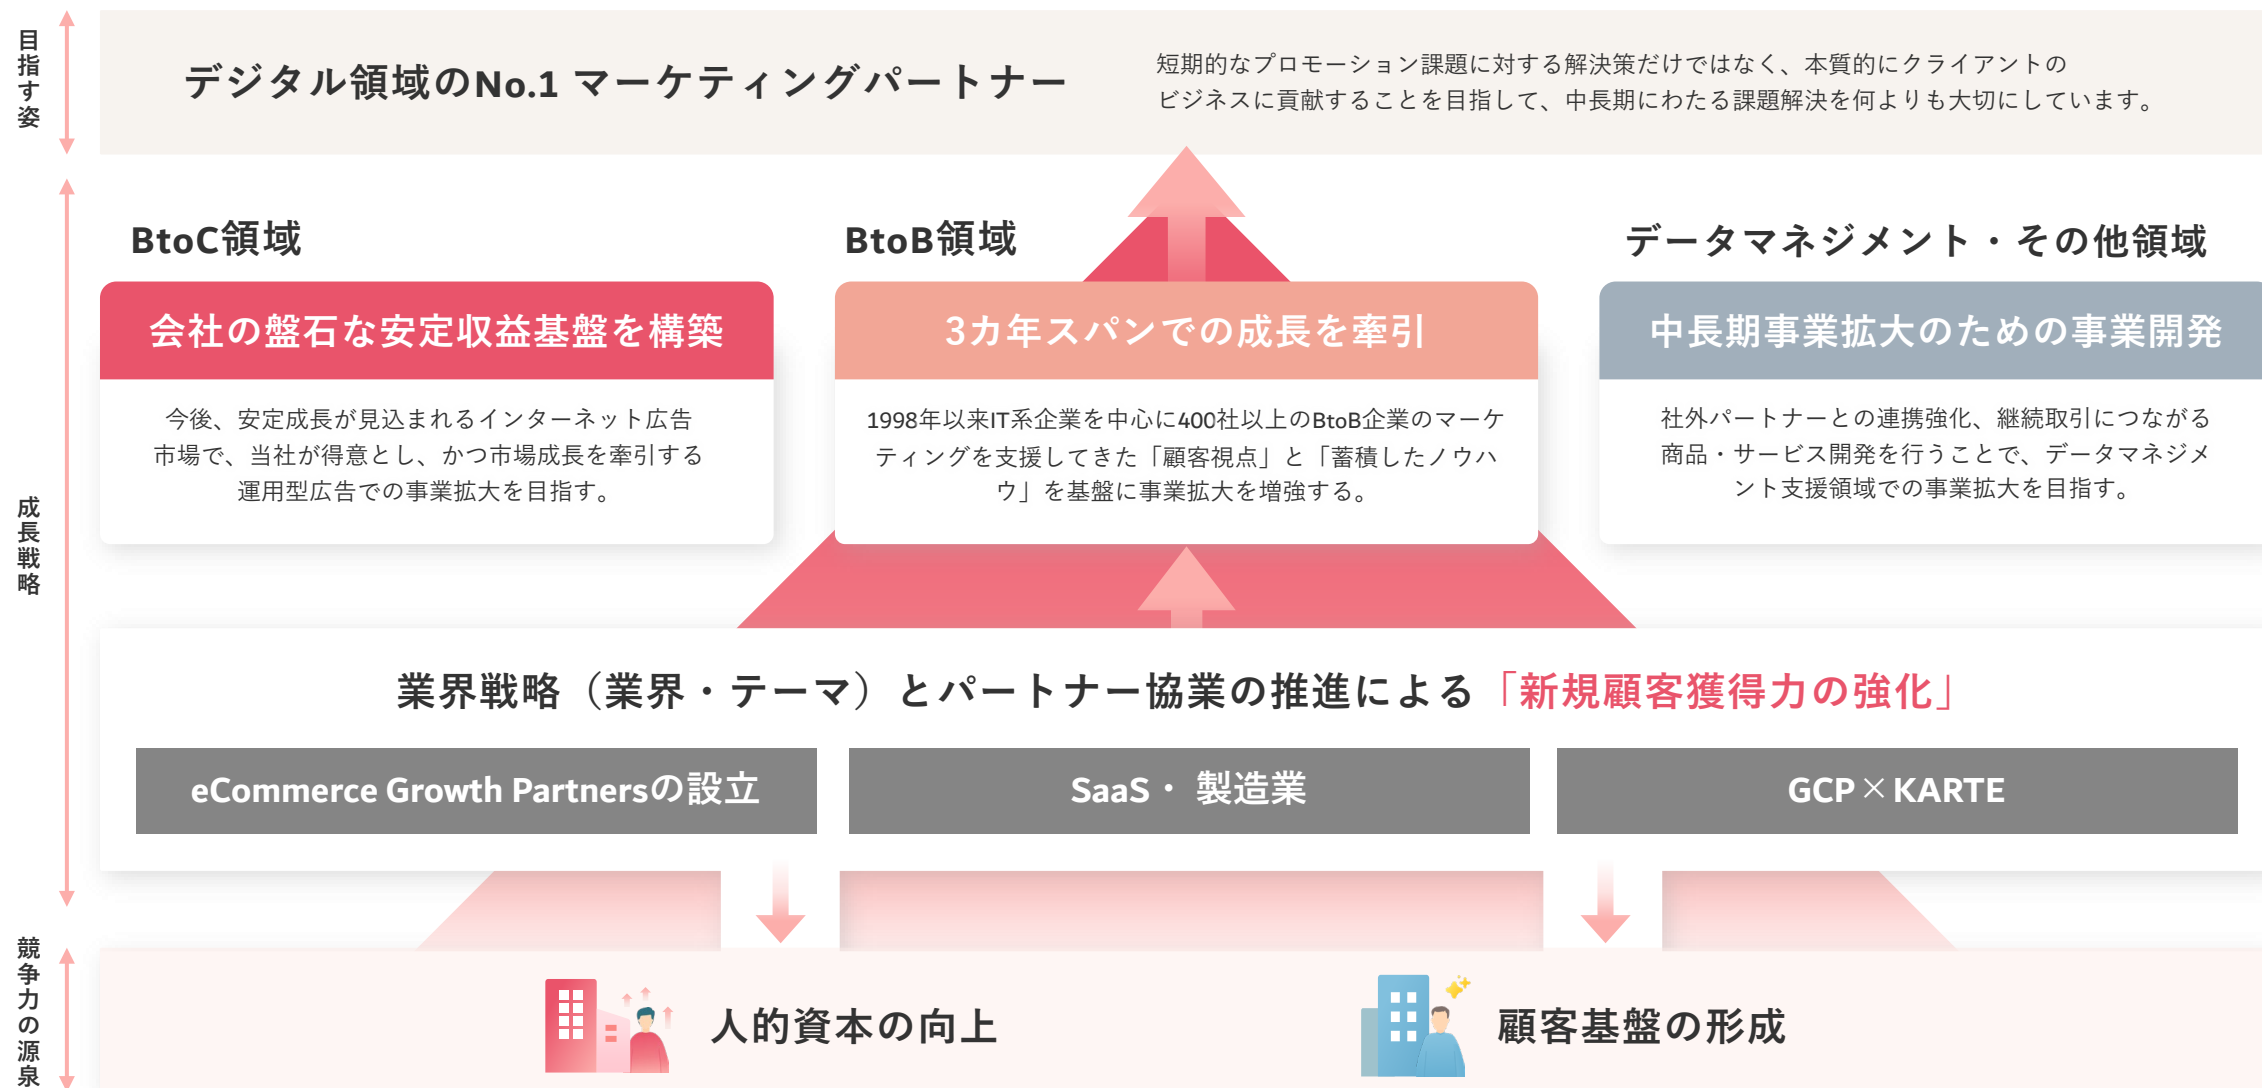 目指す姿
デジタル領域のNo.1 マーケティングパートナー
短期的なプロモーション課題に対する解決策だけではなく、本質的にクライアントの
ビジネスに貢献することを目指して、中長期にわたる課題解決を何よりも大切にしています。
成長戦略
BtoC領域
会社の盤石な安定収益基盤を構築
今後、安定成長が見込まれるインターネット広告
市場で、当社が得意とし、かつ市場成長を牽引する
運用型広告での事業拡大を目指す。
BtoB領域
3カ年スパンでの成長を牽引
1998年以来IT系企業を中心に400社以上のBtoB企業のマーケ
ティングを支援してきた「顧客視点」と「蓄積したノウハ
ウ」を基盤に事業拡大を増強する。
データマネジメント・その他領域
中長期事業拡大のための事業開発
社外パートナーとの連携強化、継続取引につながる
商品・サービス開発を行うことで、データマネジメ
ント支援領域での事業拡大を目指す。
業界戦略（業界・テーマ）とパートナー協業の推進による「新規顧客獲得力の強化」
eCommerce Growth Partnersの設立
SaaS・ 製造業
GCP×KARTE
競争力の源泉
人的資本の向上
顧客基盤の形成